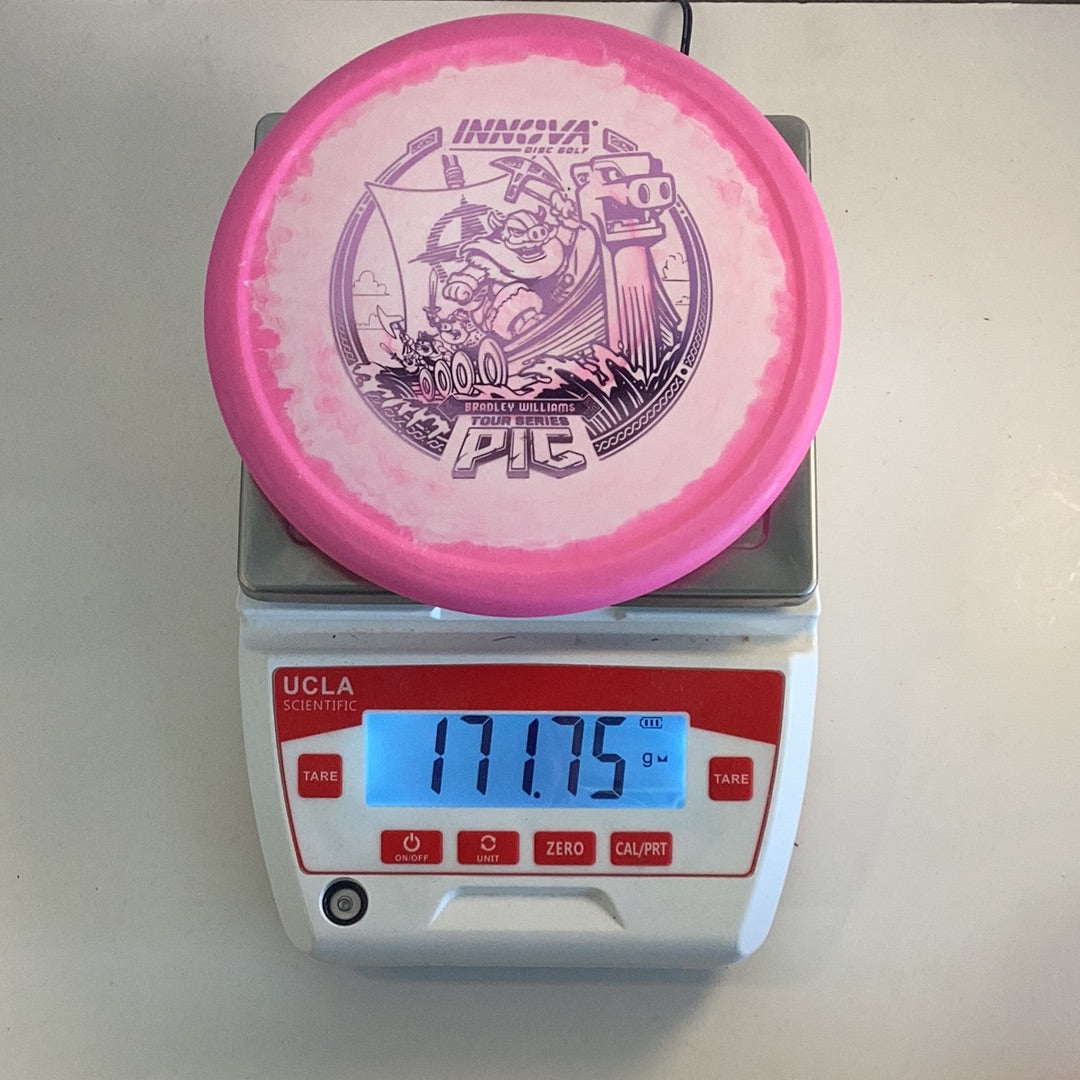 INNOVA
DISC GOLF
BRADLEY WILLIAMS
TOUR SERIES
PIG
UCLA
SCIENTIFIC
171.75
g
TARE
TARE
ON/OFF
UNIT
ZERO
CAL/PRT